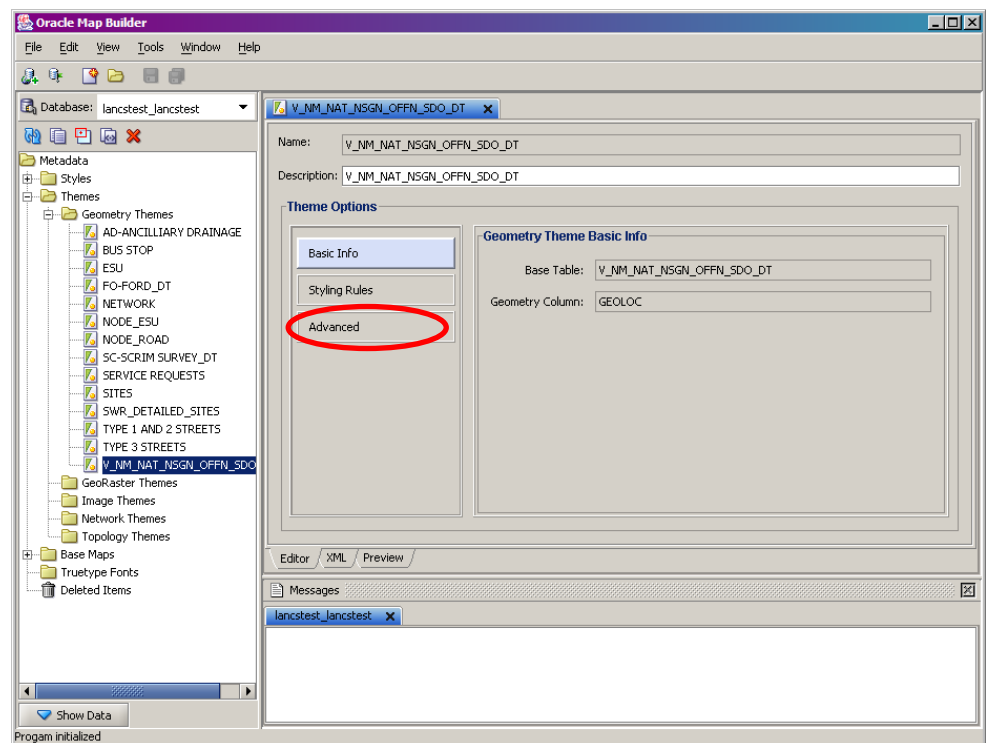 Oracle Map Builder
File Edit View Tools Window Help
Database: lancstest_lancstest
Metadata
Styles
Themes
Geometry Themes
AD-ANCILLIARY DRAINAGE
BUS STOP
ESU
FO-FORD_DT
NETWORK
NODE_ESU
NODE_ROAD
SC-SCRIM SURVEY_DT
SERVICE REQUESTS
SITES
SWR_DETAILED_SITES
TYPE 1 AND 2 STREETS
TYPE 3 STREETS
V_NM_NAT_NSGN_OFFN_SDO
GeoRaster Themes
Image Themes
Network Themes
Topology Themes
Base Maps
Truetype Fonts
Deleted Items
Show Data
Progam initialized
V_NM_NAT_NSGN_OFFN_SDO_DT
Name: V_NM_NAT_NSGN_OFFN_SDO_DT
Description: V_NM_NAT_NSGN_OFFN_SDO_DT
Theme Options
Basic Info
Styling Rules
Advanced
Geometry Theme Basic Info
Base Table: V_NM_NAT_NSGN_OFFN_SDO_DT
Geometry Column: GEOLOC
Editor XML Preview
Messages
lancstest_lancstest